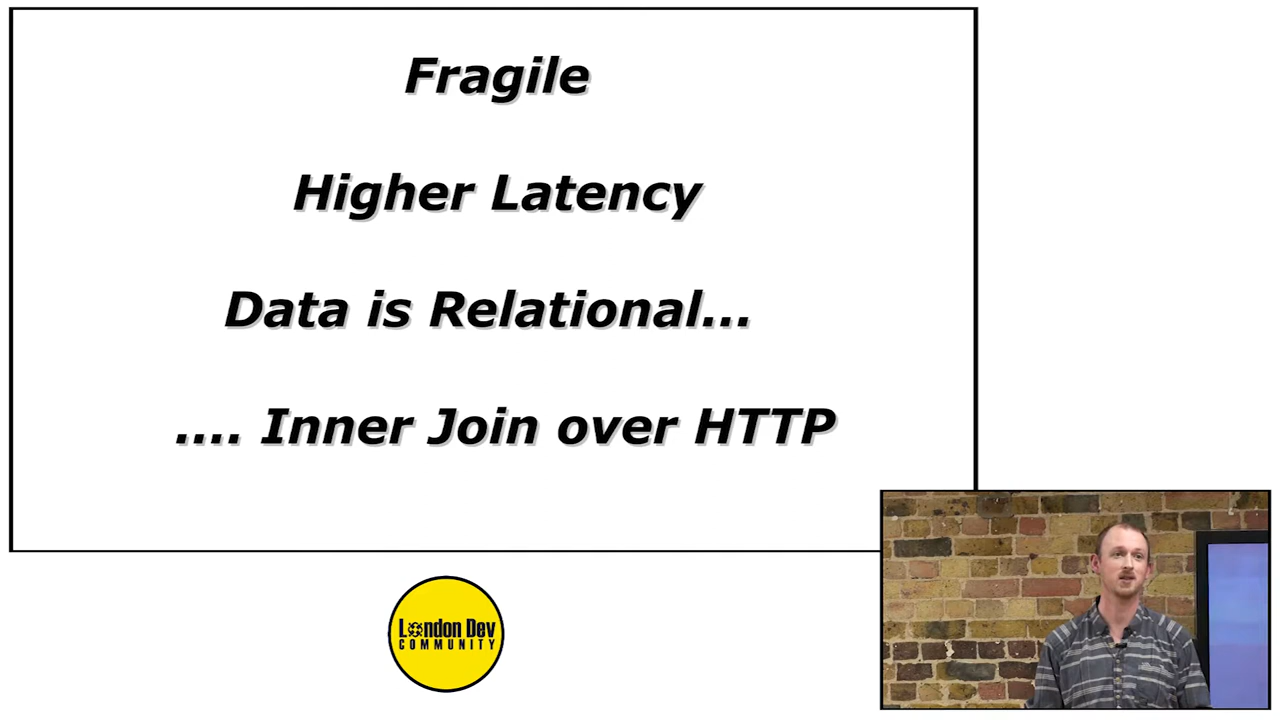 Fragile
Higher Latency
Data is Relational...
.... Inner Join over HTTP
London Dev
COMMUNITY